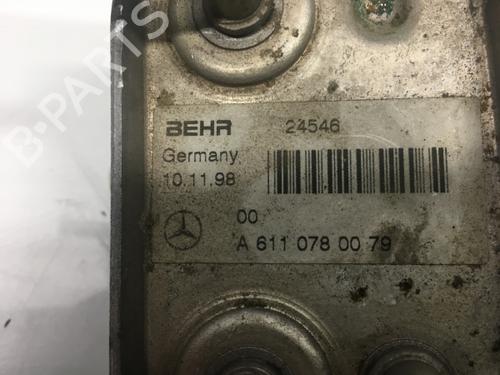 B-PARTS
BEHR 24546
Germany
10.11.98
00
A 611 078 00 79